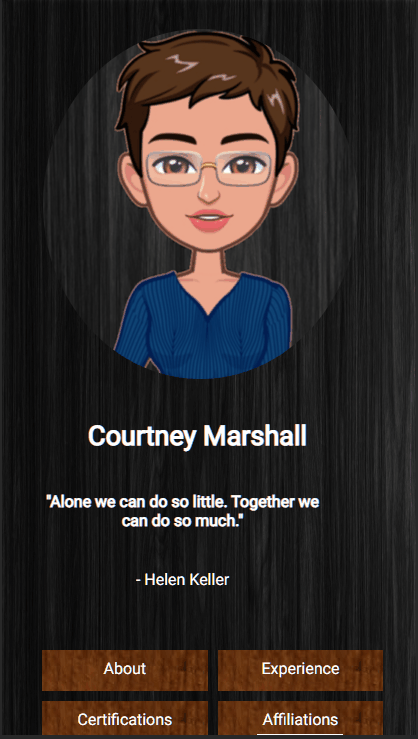 Courtney Marshall
"Alone we can do so little. Together we
can do so much."
- Helen Keller
About
Experience
Certifications
Affiliations